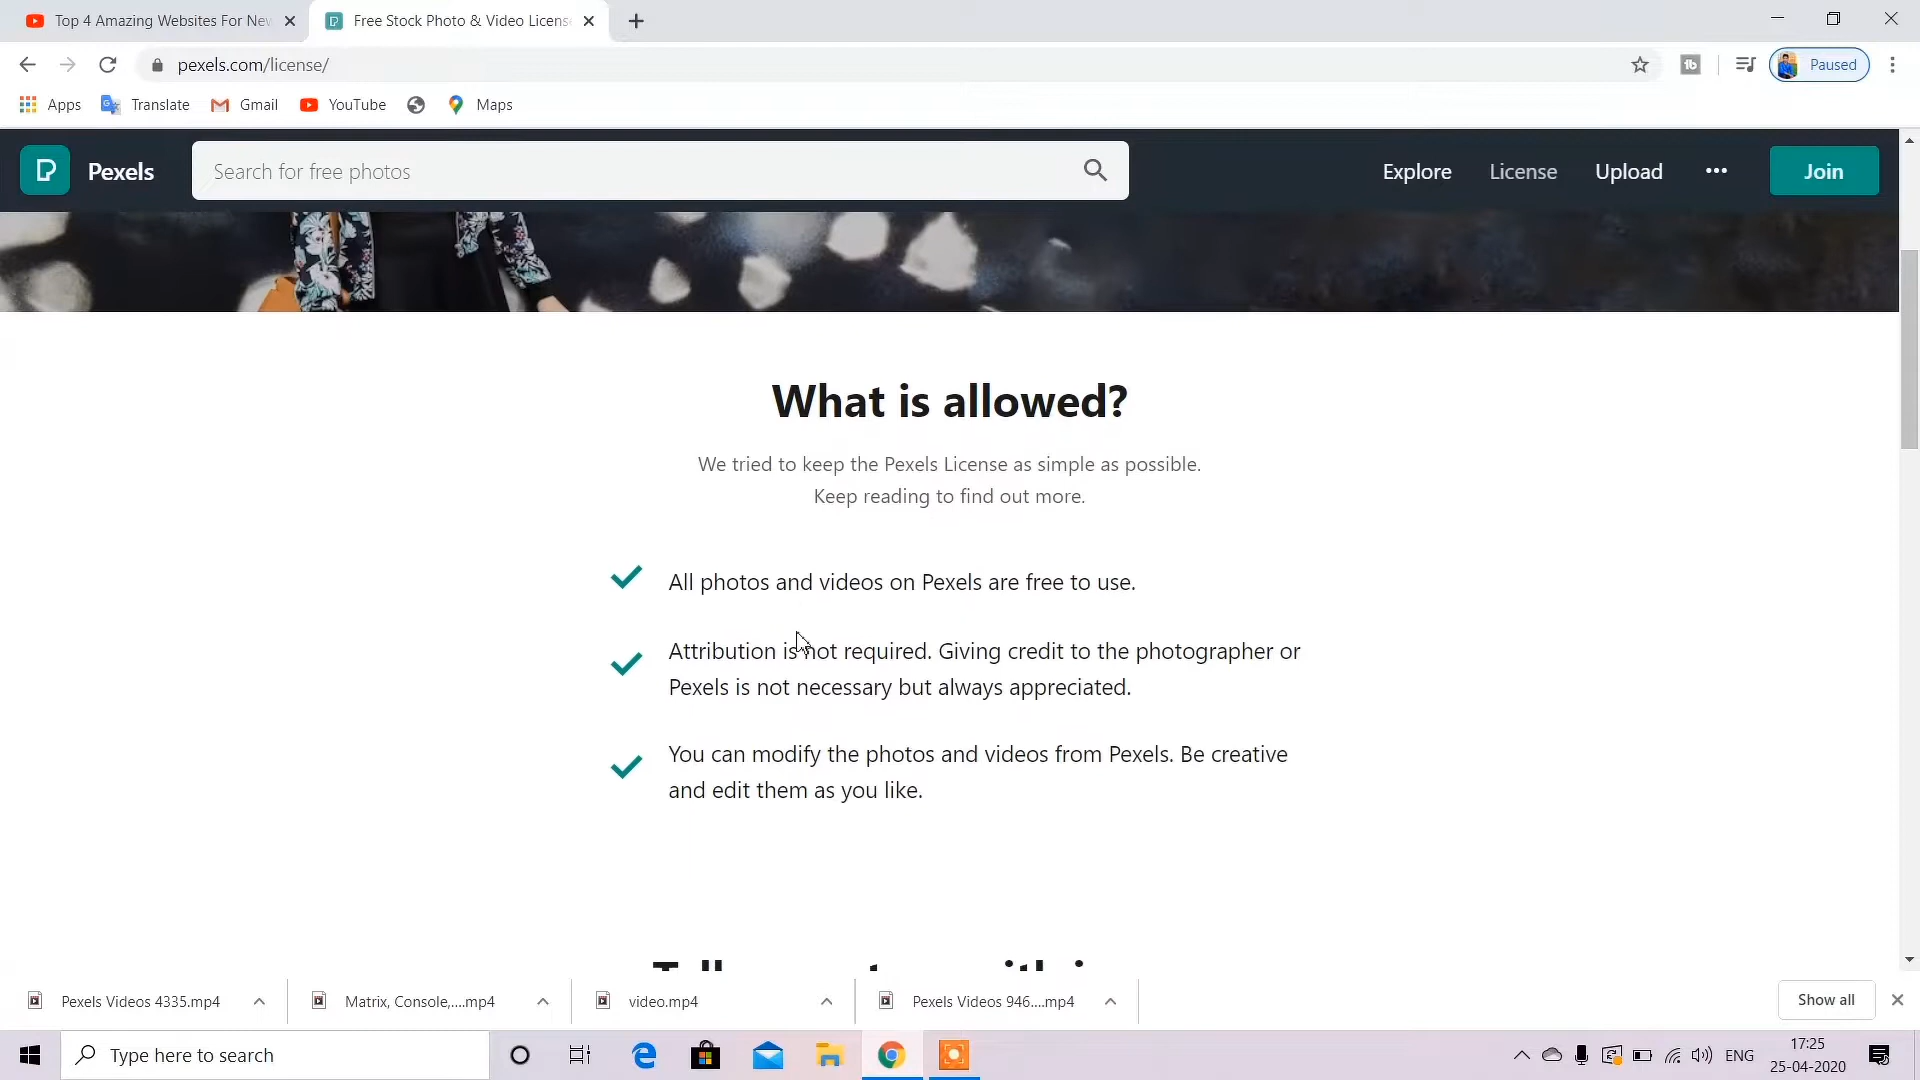 Top 4 Amazing Websites For Nev
Free Stock Photo & Video Licens
pexels.com/license/
Paused
Apps
Translate
Gmail
YouTube
Maps
Pexels
Search for free photos
Explore
License
Upload
Join
What is allowed?
We tried to keep the Pexels License as simple as possible.
Keep reading to find out more.
All photos and videos on Pexels are free to use.
Attribution is not required. Giving credit to the photographer or
Pexels is not necessary but always appreciated.
You can modify the photos and videos from Pexels. Be creative
and edit them as you like.
Pexels Videos 4335.mp4
Matrix, Console,....mp4
video.mp4
Pexels Videos 946....mp4
Show all
Type here to search
ENG
17:25
25-04-2020